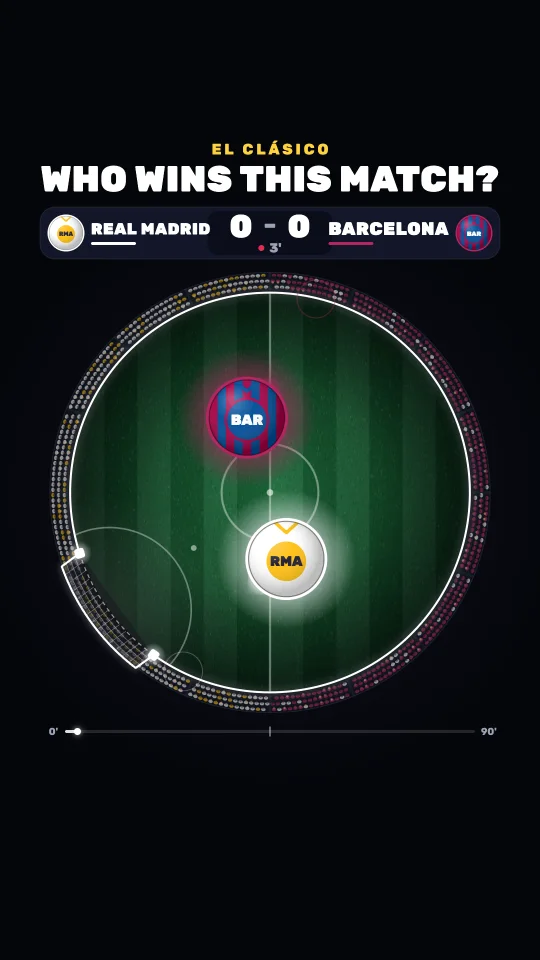 EL CLÁSICO
WHO WINS THIS MATCH?
RMA REAL MADRID 0 - 0 BARCELONA BAR
3'
BAR
RMA
0' 90'